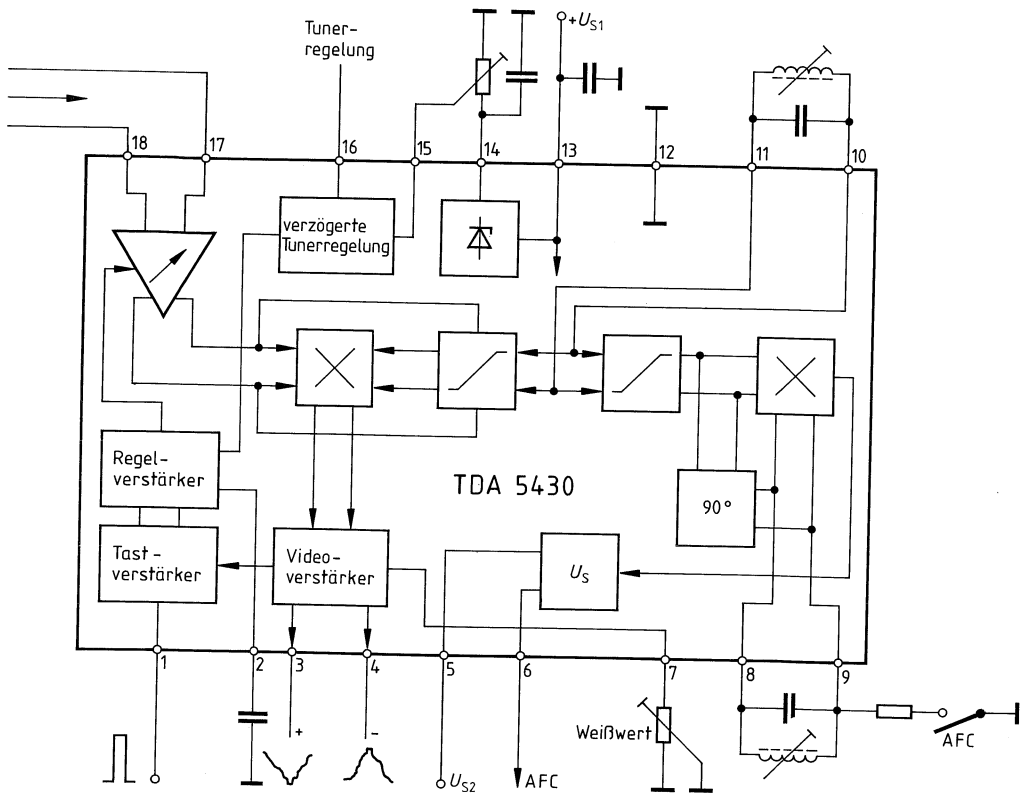 Tuner-
regelung
+U_S1
18
17
16
15
14
13
12
11
10
verzögerte
Tunerregelung
Regel-
verstärker
TDA 5430
90°
Tast-
verstärker
Video-
verstärker
U_S
1
2
3
4
5
6
7
8
9
+
-
Weißwert
U_S2
AFC
AFC